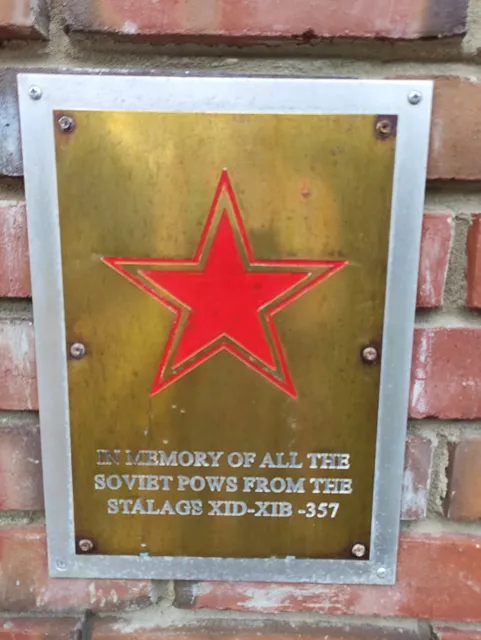 IN MEMORY OF ALL THE
SOVIET POWS FROM THE
STALAGS XID-XIB -357